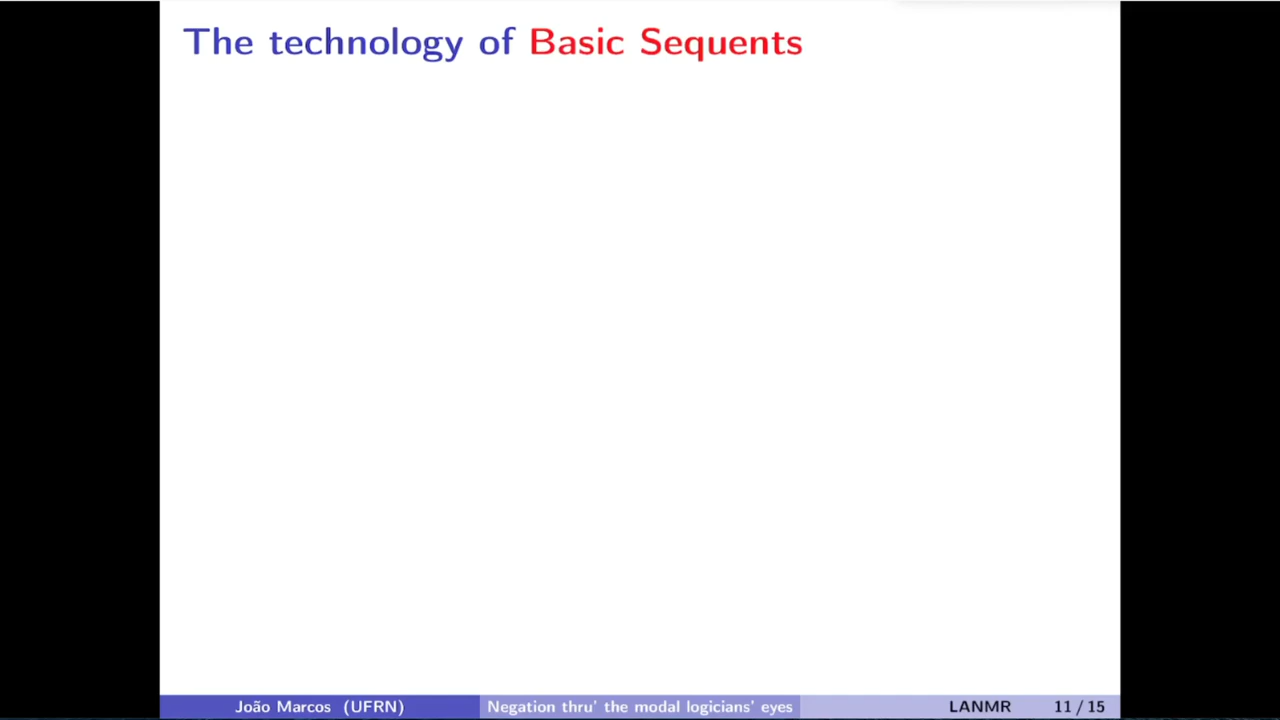 The technology of Basic Sequents
João Marcos (UFRN) Negation thru' the modal logicians' eyes LANMR 11 / 15